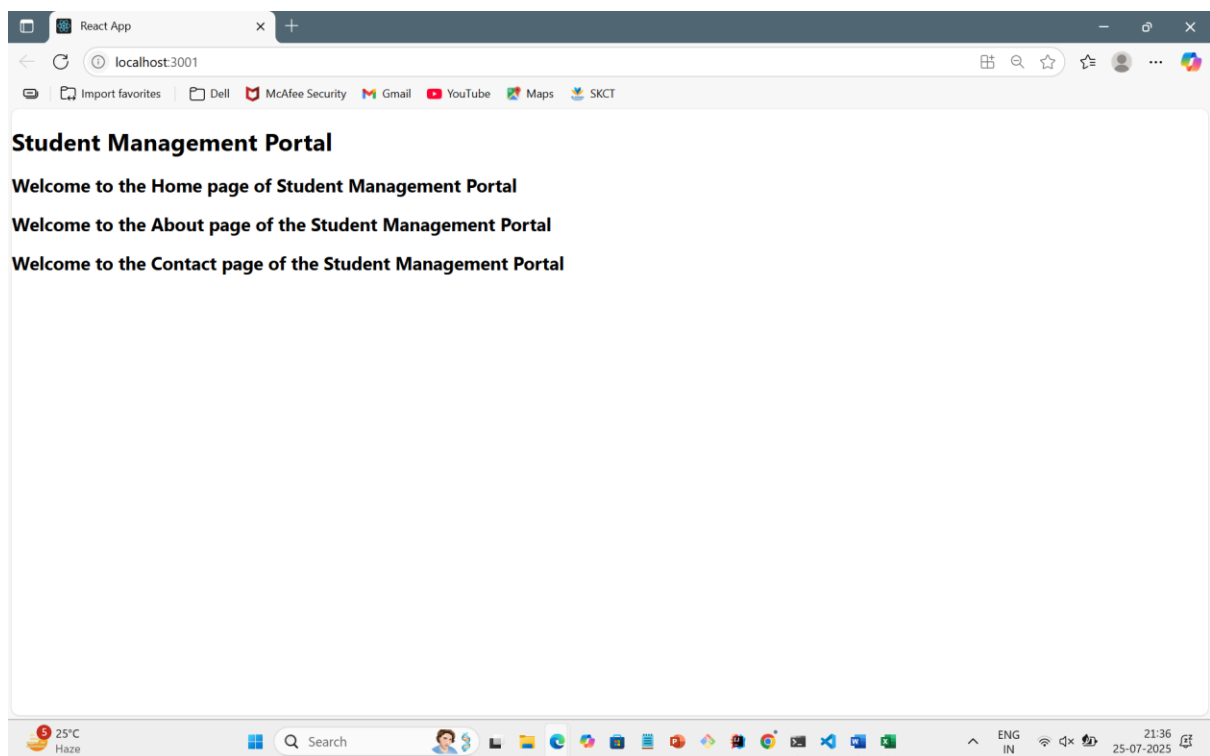 React App
localhost:3001
Import favorites Dell McAfee Security Gmail YouTube Maps SKCT
Student Management Portal
Welcome to the Home page of Student Management Portal
Welcome to the About page of the Student Management Portal
Welcome to the Contact page of the Student Management Portal
5 25°C
Haze
Search
ENG
IN
21:36
25-07-2025